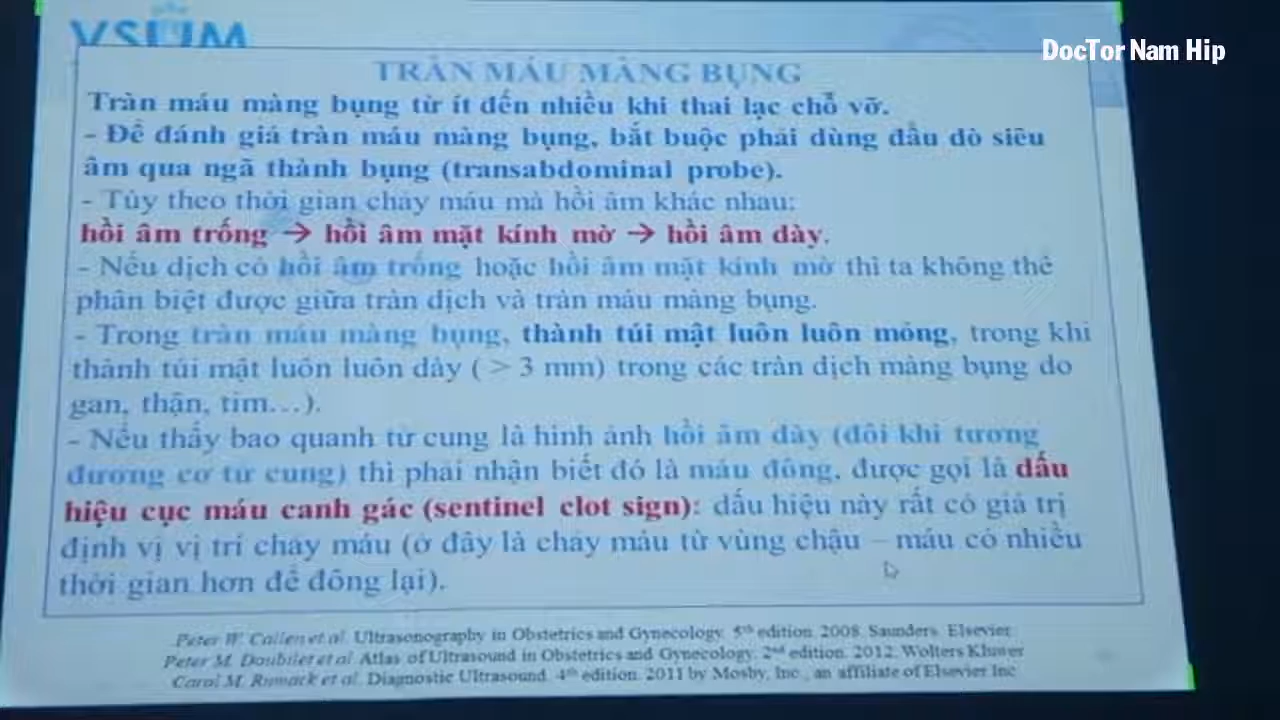 VSUM
DocTor Nam Hip
TRÀN MÁU MÀNG BỤNG
Tràn máu màng bụng từ ít đến nhiều khi thai lạc chỗ vỡ.
- Để đánh giá tràn máu màng bụng, bắt buộc phải dùng đầu dò siêu
âm qua ngã thành bụng (transabdominal probe).
- Tùy theo thời gian chảy máu mà hồi âm khác nhau:
hồi âm trống → hồi âm mặt kính mờ → hồi âm dày.
- Nếu dịch có hồi âm trống hoặc hồi âm mặt kính mờ thì ta không thể
phân biệt được giữa tràn dịch và tràn máu màng bụng.
- Trong tràn máu màng bụng, thành túi mật luôn luôn mỏng, trong khi
thành túi mật luôn luôn dày ( > 3 mm) trong các tràn dịch màng bụng do
gan, thận, tim…).
- Nếu thấy bao quanh tử cung là hình ảnh hồi âm dày (đôi khi tương
đương cơ tử cung) thì phải nhận biết đó là máu đông, được gọi là dấu
hiệu cục máu canh gác (sentinel clot sign): dấu hiệu này rất có giá trị
định vị vị trí chảy máu (ở đây là chảy máu từ vùng chậu – máu có nhiều
thời gian hơn để đông lại).
Peter W. Callen et al. Ultrasonography in Obstetrics and Gynecology. 5th edition. 2008. Saunders. Elsevier
Peter M. Doubilet et al. Atlas of Ultrasound in Obstetrics and Gynecology. 2nd edition. 2012. Wolters Kluwer
Carol M. Rumack et al. Diagnostic Ultrasound. 4th edition. 2011 by Mosby, Inc., an affiliate of Elsevier Inc